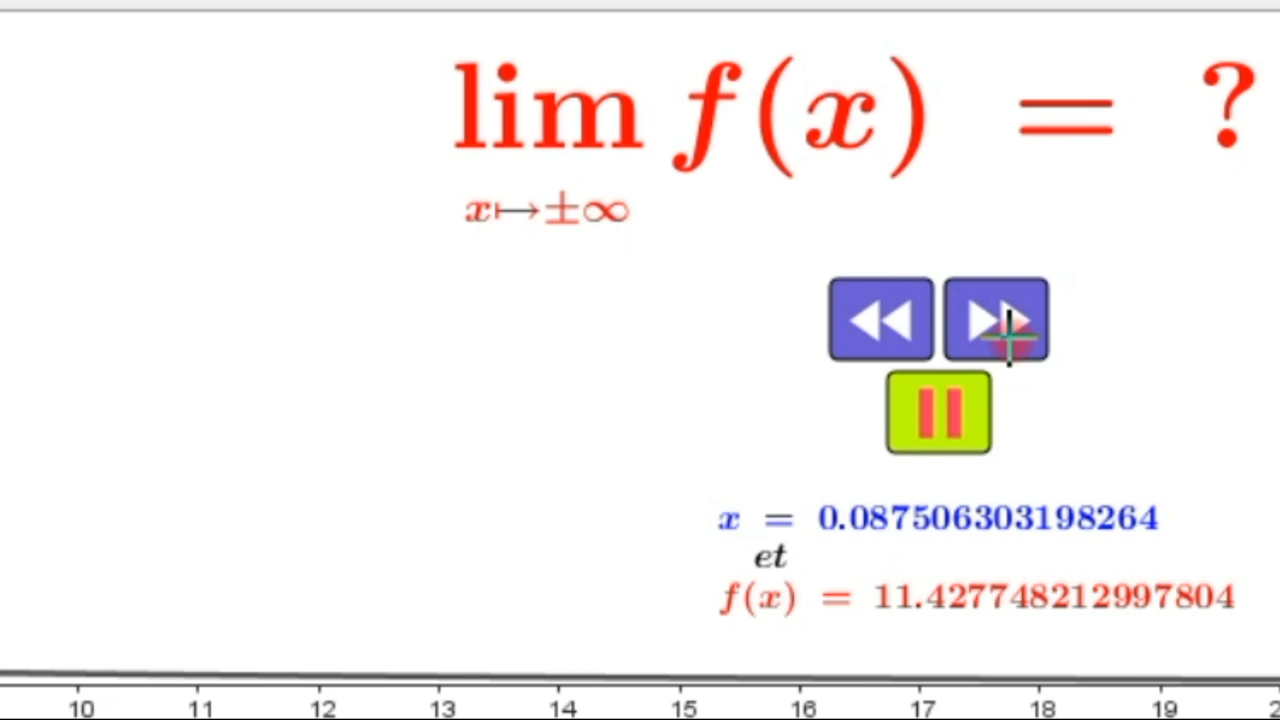 lim f(x) = ?
x↦±∞
x = 0.087506303198264
et
f(x) = 11.427748212997804
10 11 12 13 14 15 16 17 18 19